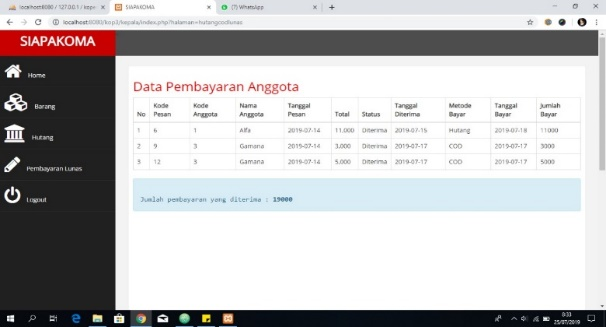 localhost:8080 / 127.0.0.1 / kop
SIAPAKOMA
(7) WhatsApp
localhost:8080/kop3/kepala/index.php?halaman=hutangcodlunas
SIAPAKOMA
Home
Barang
Hutang
Pembayaran Lunas
Logout
Data Pembayaran Anggota
No Kode Pesan Kode Anggota Nama Anggota Tanggal Pesan Total Status Tanggal Diterima Metode Bayar Tanggal Bayar Jumlah Bayar
1 6 1 Alfa 2019-07-14 11,000 Diterima 2019-07-15 Hutang 2019-07-18 11000
2 9 3 Gamana 2019-07-14 3,000 Diterima 2019-07-17 COD 2019-07-17 3000
3 12 3 Gamana 2019-07-14 5,000 Diterima 2019-07-17 COD 2019-07-17 5000
Jumlah pembayaran yang diterima : 19000
25/07/2019